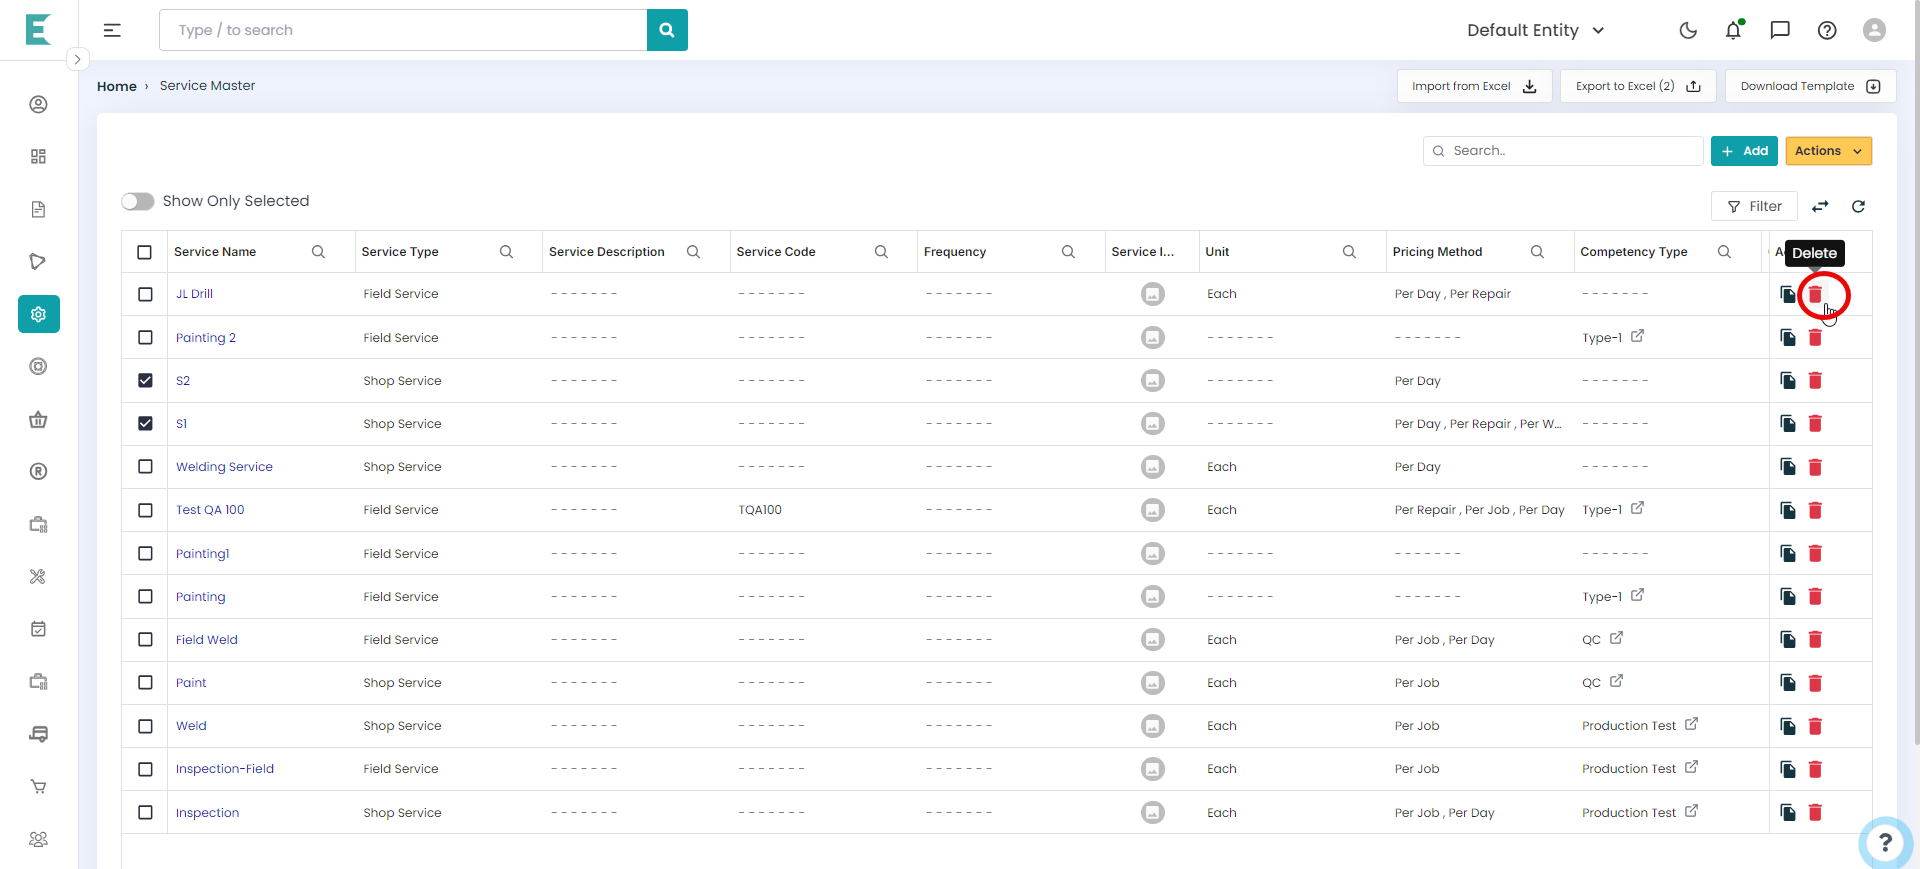 E
Type / to search
Default Entity
Home › Service Master
Import from Excel
Export to Excel (2)
Download Template
Search..
+ Add
Actions
Show Only Selected
Filter
Service Name Service Type Service Description Service Code Frequency Service I... Unit Pricing Method Competency Type
Delete
JL Drill Field Service ------- ------- ------- Each Per Day , Per Repair -------
Painting 2 Field Service ------- ------- ------- ------- ------- Type-1
S2 Shop Service ------- ------- ------- ------- Per Day -------
S1 Shop Service ------- ------- ------- ------- Per Day , Per Repair , Per W... -------
Welding Service Shop Service ------- ------- ------- Each Per Day -------
Test QA 100 Field Service ------- TQA100 ------- Each Per Repair , Per Job , Per Day Type-1
Painting1 Field Service ------- ------- ------- ------- ------- -------
Painting Field Service ------- ------- ------- ------- ------- Type-1
Field Weld Field Service ------- ------- ------- Each Per Job , Per Day QC
Paint Shop Service ------- ------- ------- Each Per Job QC
Weld Shop Service ------- ------- ------- Each Per Job Production Test
Inspection-Field Field Service ------- ------- ------- Each Per Job Production Test
Inspection Shop Service ------- ------- ------- Each Per Job , Per Day Production Test
?